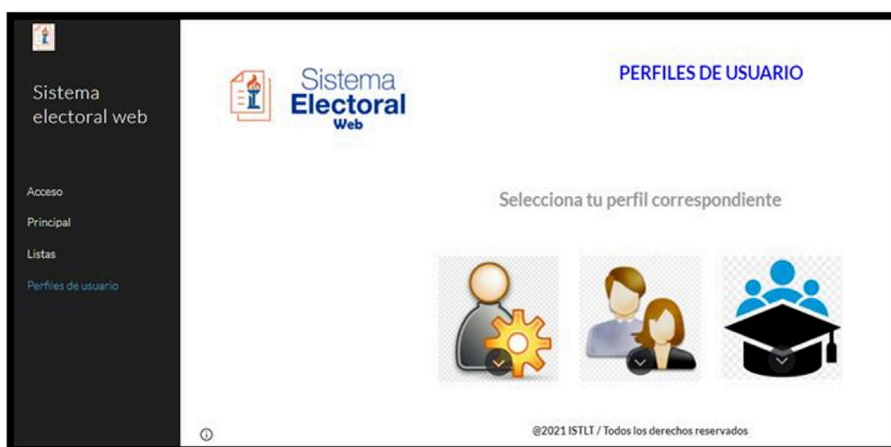 Sistema
electoral web
Acceso
Principal
Listas
Perfiles de usuario
Sistema
Electoral
Web
PERFILES DE USUARIO
Selecciona tu perfil correspondiente
@2021 ISTLT / Todos los derechos reservados